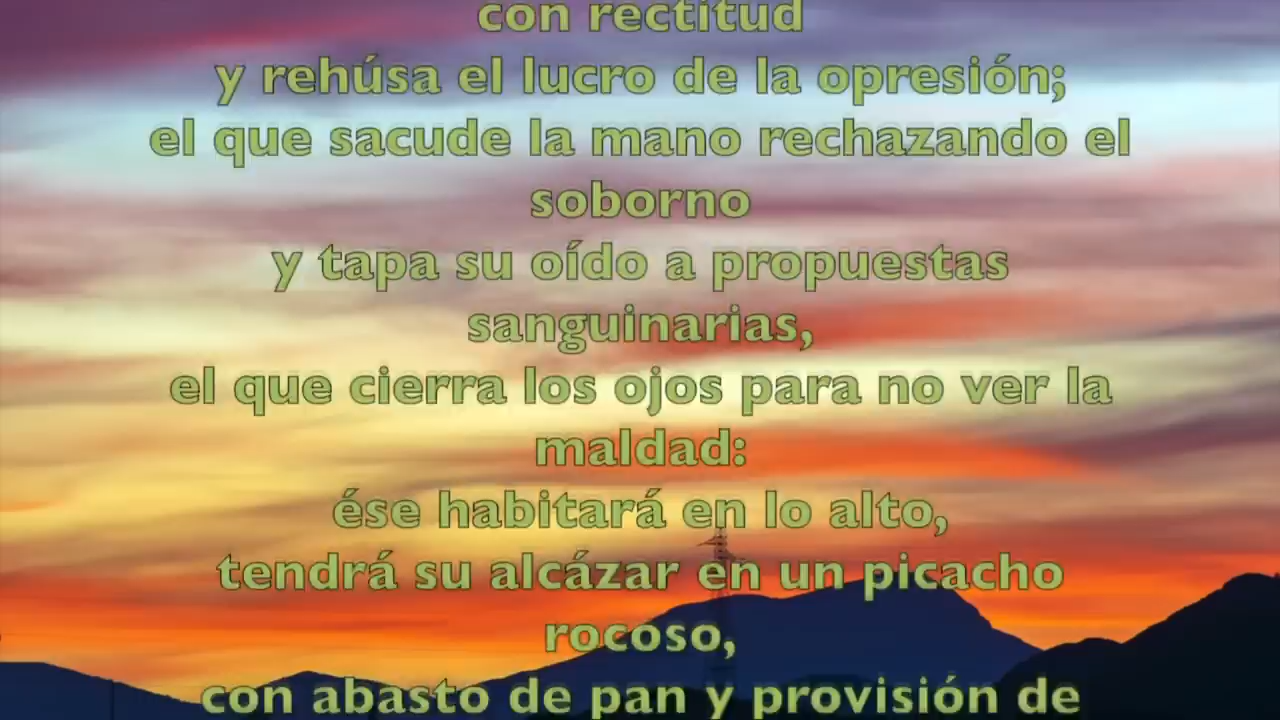 con rectitud
y rehúsa el lucro de la opresión;
el que sacude la mano rechazando el
soborno
y tapa su oído a propuestas
sanguinarias,
el que cierra los ojos para no ver la
maldad:
ése habitará en lo alto,
tendrá su alcázar en un picacho
rocoso,
con abasto de pan y provisión de